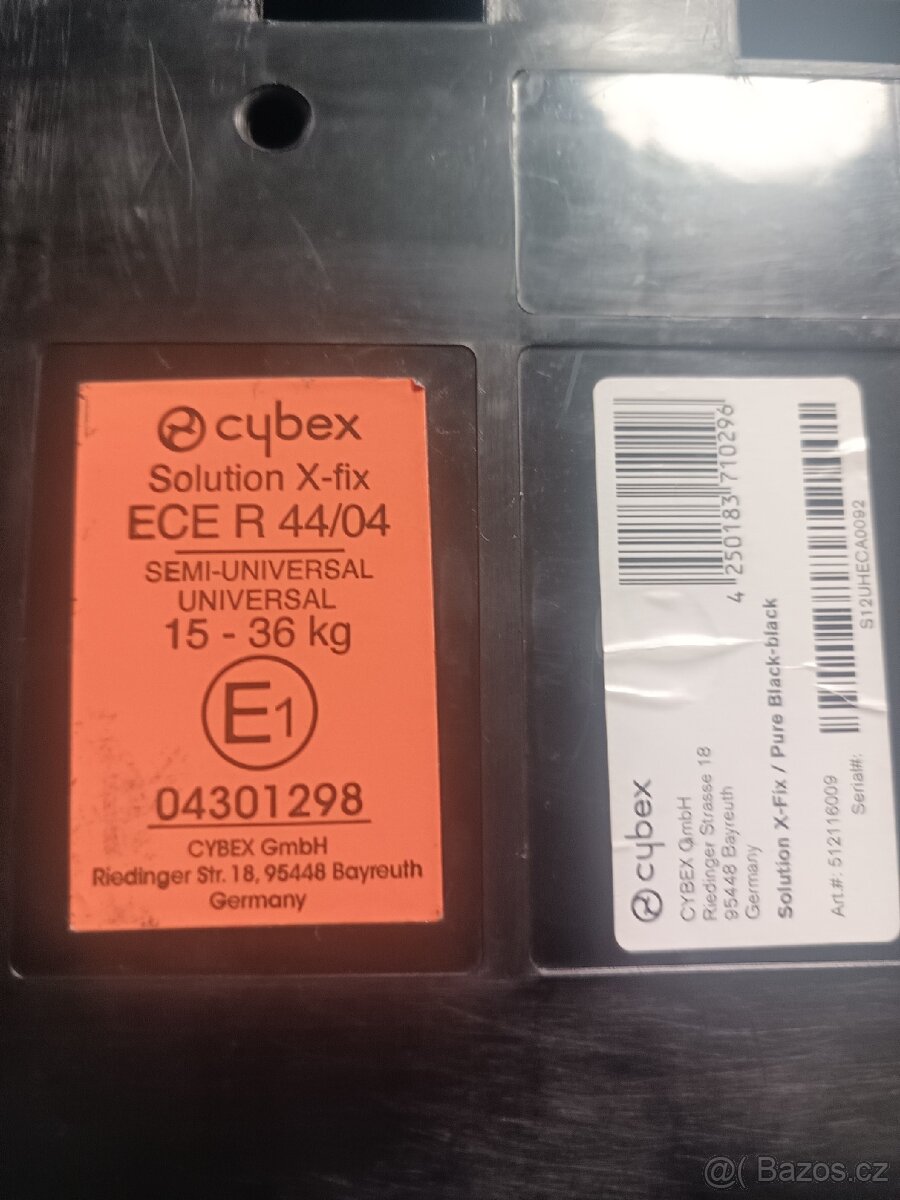 cybex
Solution X-fix
ECE R 44/04
SEMI-UNIVERSAL
UNIVERSAL
15 - 36 kg
E1
04301298
CYBEX GmbH
Riedinger Str. 18, 95448 Bayreuth
Germany
cybex
CYBEX GmbH
Riedinger Strasse 18
95448 Bayreuth
Germany
Solution X-Fix / Pure Black-black
Art.#: 512116009
Serial#:
S12UHECA0092
4 250183 710296
@( Bazos.cz